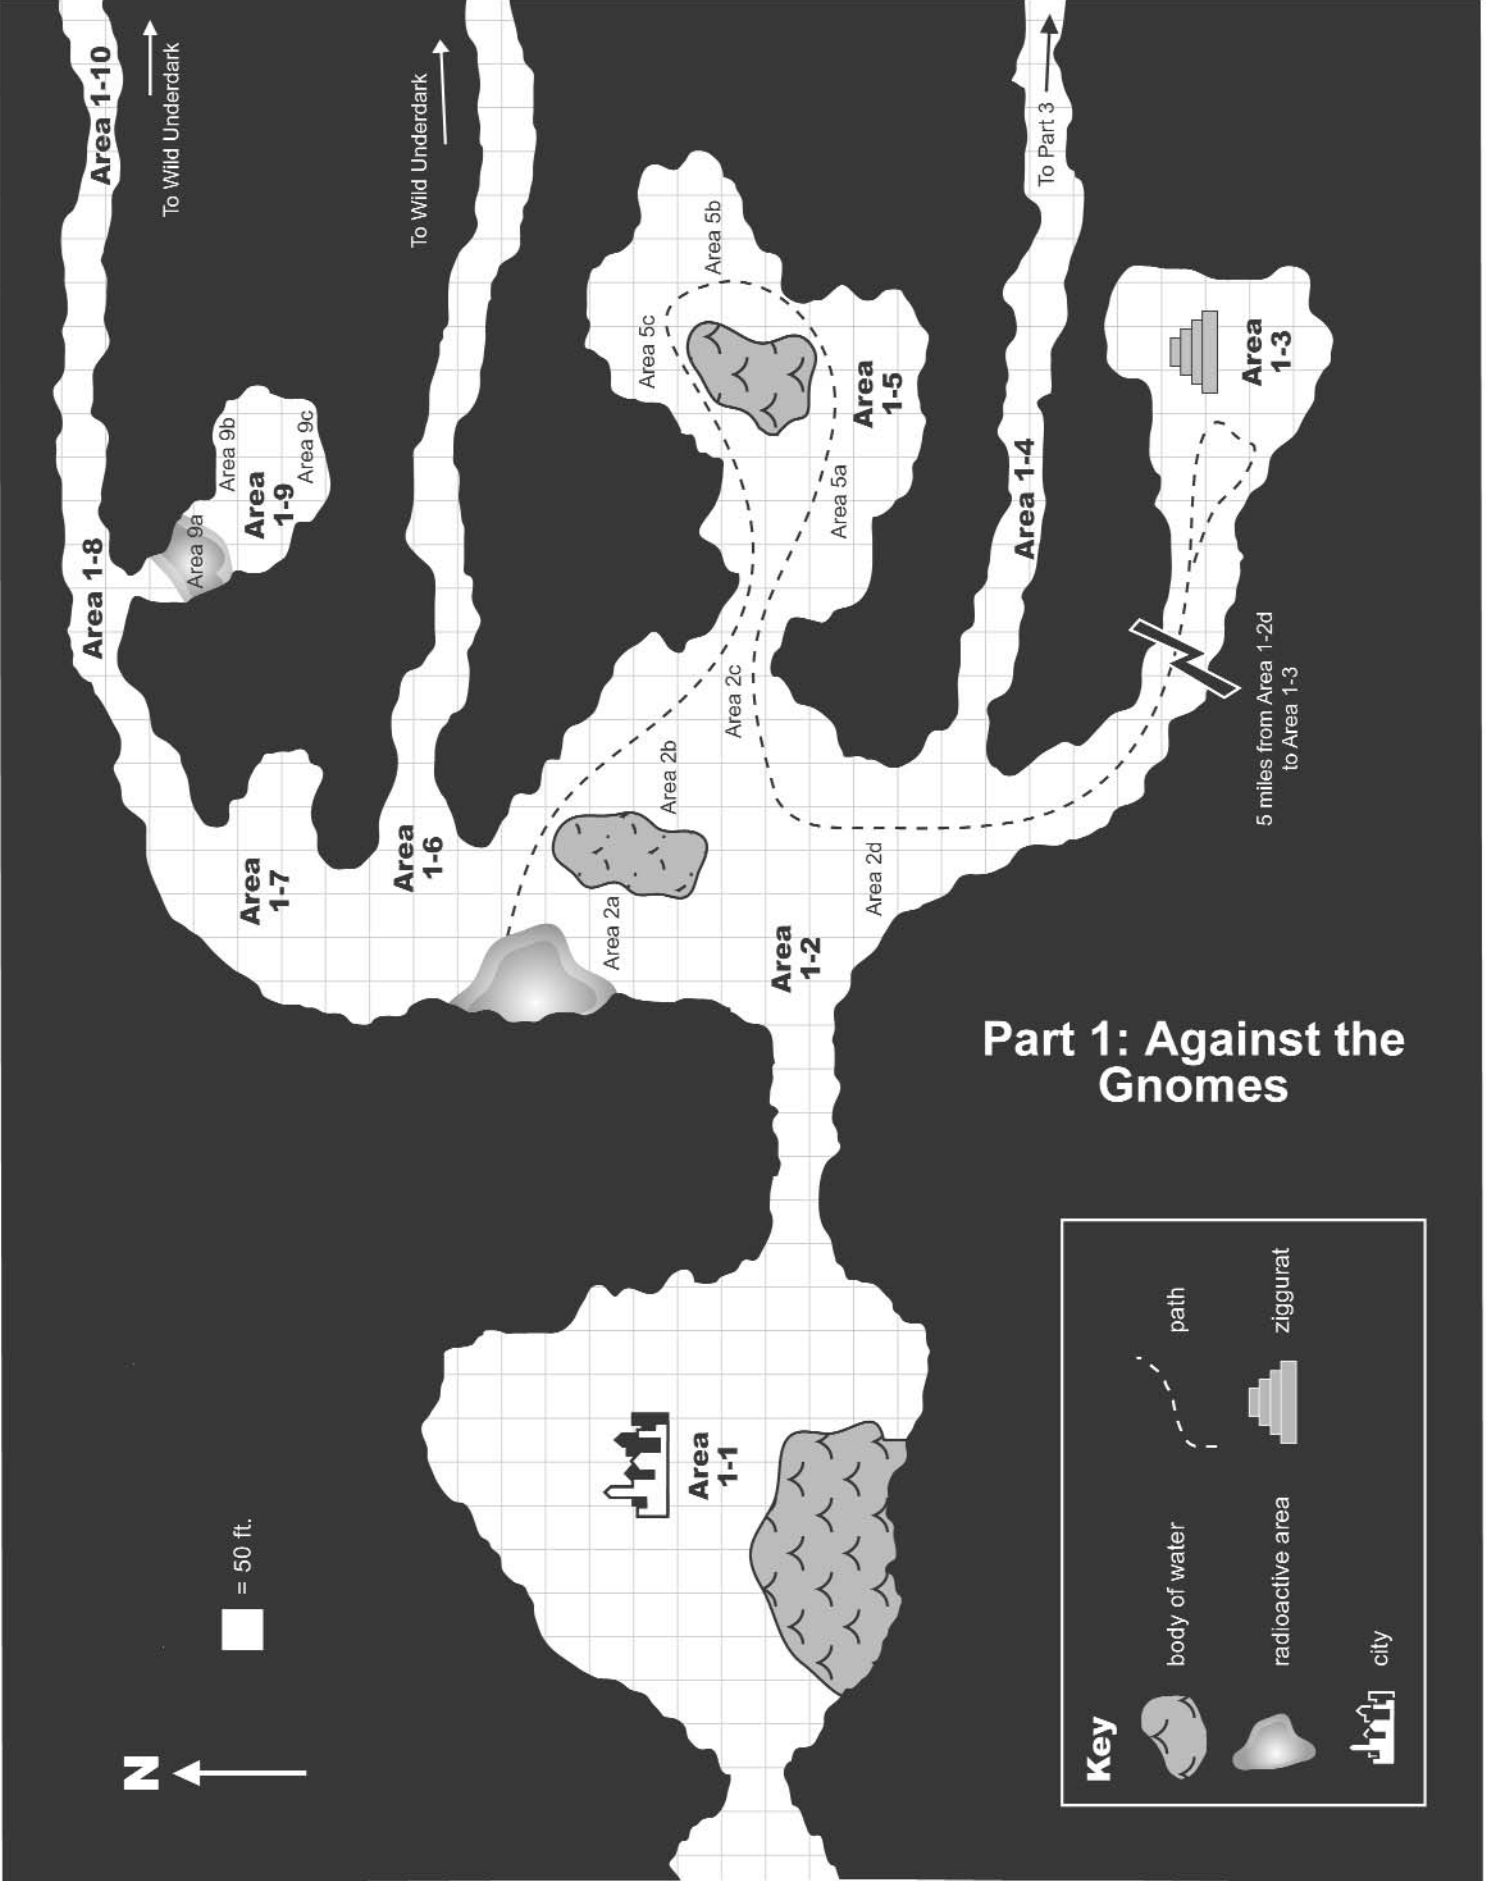 Area 1-10
To Wild Underdark
To Wild Underdark
To Part 3
Area 1-8
Area 9a
Area 9b
Area
1-9
Area 9c
Area 5c
Area 5b
Area
1-5
Area 5a
Area 1-4
Area
1-3
5 miles from Area 1-2d
to Area 1-3
Area
1-7
Area
1-6
Area 2a
Area 2b
Area 2c
Area 2d
Area
1-2
Part 1: Against the
Gnomes
Area
1-1
= 50 ft.
N
Key
body of water
path
radioactive area
ziggurat
city